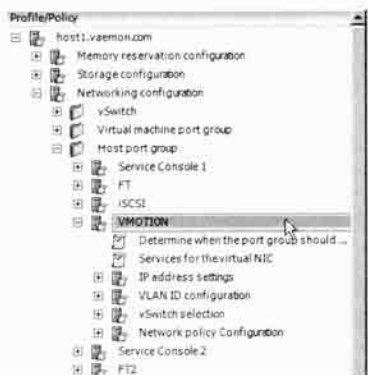 Profile/Policy
host1.vaemon.com
Memory reservation configuration
Storage configuration
Networking configuration
vSwitch
Virtual machine port group
Host port group
Service Console 1
FT
iSCSI
VMOTION
Determine when the port group should ...
Services for the virtual NIC
IP address settings
VLAN ID configuration
vSwitch selection
Network policy Configuration
Service Console 2
FT2